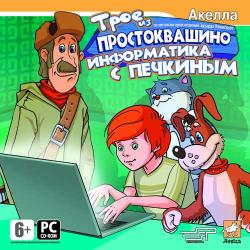 Акелла
Трое из
ПРОСТОКВАШИНО
ИНФОРМАТИКА
С ПЕЧКИНЫМ
6+
PC
CD-ROM
Акелла